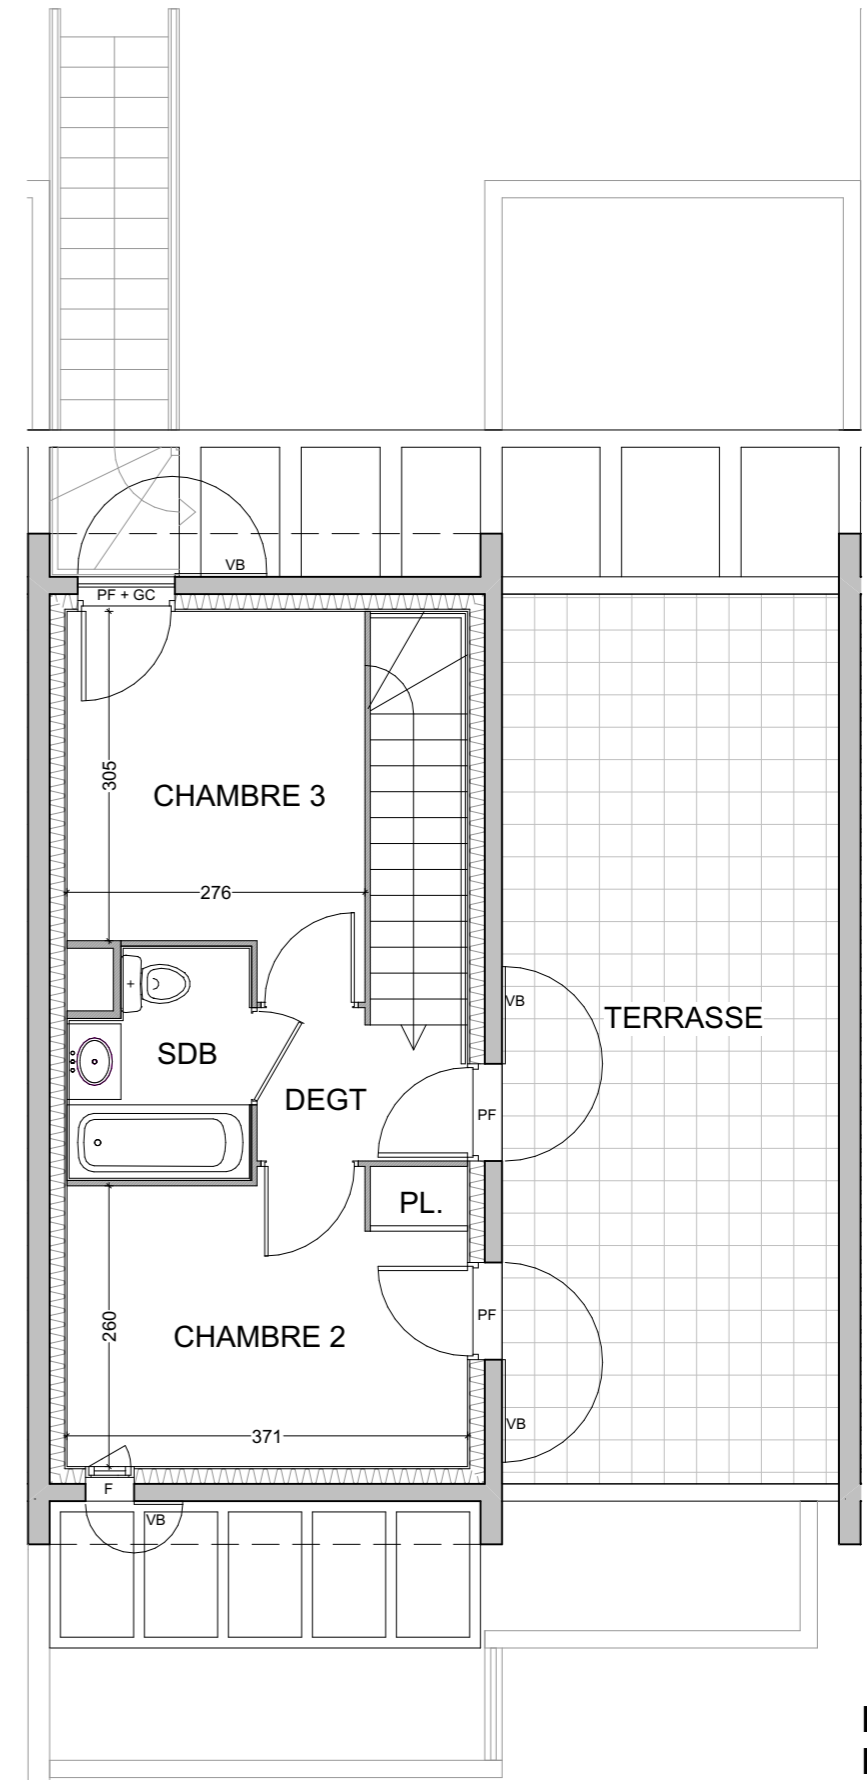 VB
PF + GC
305
CHAMBRE 3
276
VB
TERRASSE
SDB
DEGT
PF
PL.
260
CHAMBRE 2
PF
VB
371
F
VB